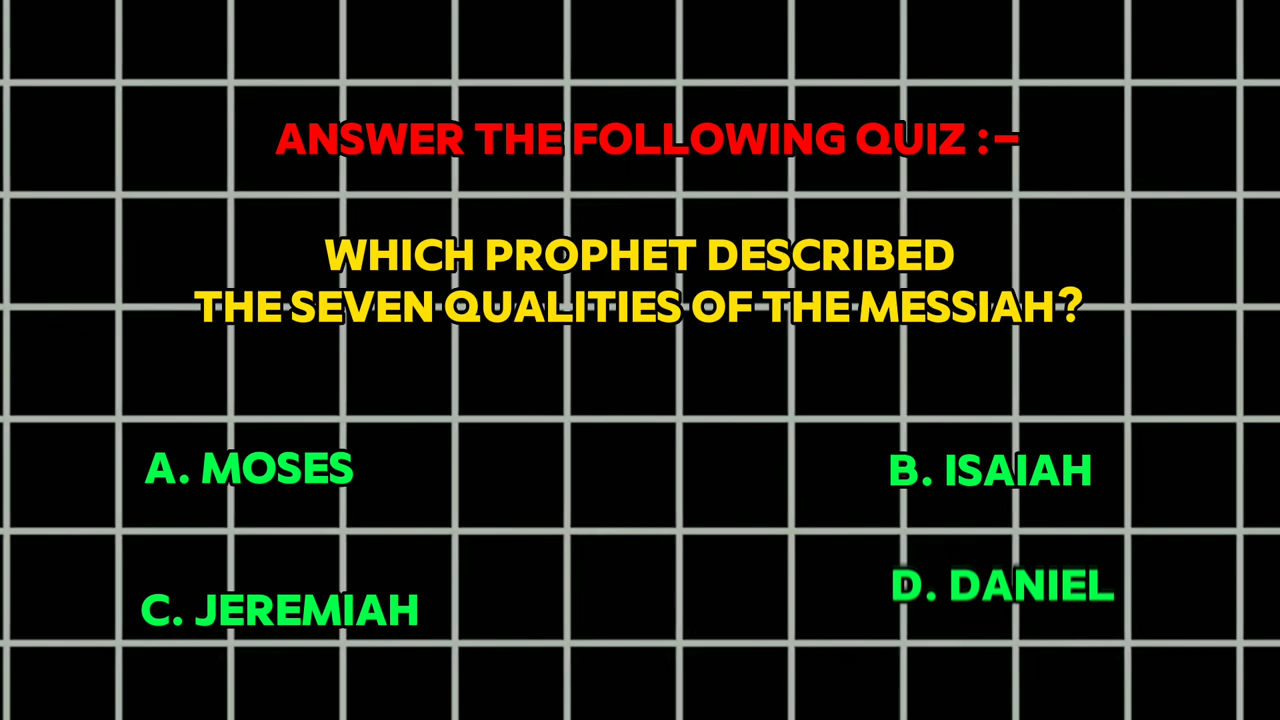 ANSWER THE FOLLOWING QUIZ :–
WHICH PROPHET DESCRIBED
THE SEVEN QUALITIES OF THE MESSIAH?
A. MOSES
B. ISAIAH
C. JEREMIAH
D. DANIEL